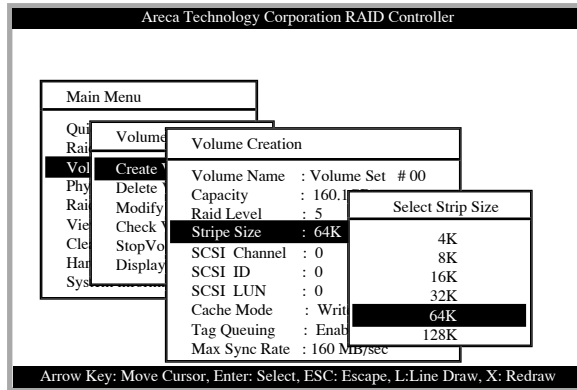 Areca Technology Corporation RAID Controller
Main Menu
Vol
Volume
Create
Delete
Modify
Check
Display
Volume Creation
Volume Name : Volume Set # 00
Capacity : 160.1
Raid Level : 5
Stripe Size : 64K
SCSI Channel : 0
SCSI ID : 0
SCSI LUN : 0
Cache Mode :
Tag Queuing :
Max Sync Rate : 160 MB/sec
Select Strip Size
4K
8K
16K
32K
64K
128K
Arrow Key: Move Cursor, Enter: Select, ESC: Escape, L:Line Draw, X: Redraw